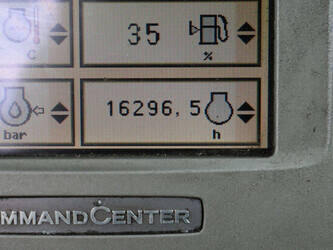 35
C
%
16296,5
bar
h
MMANDCENTER